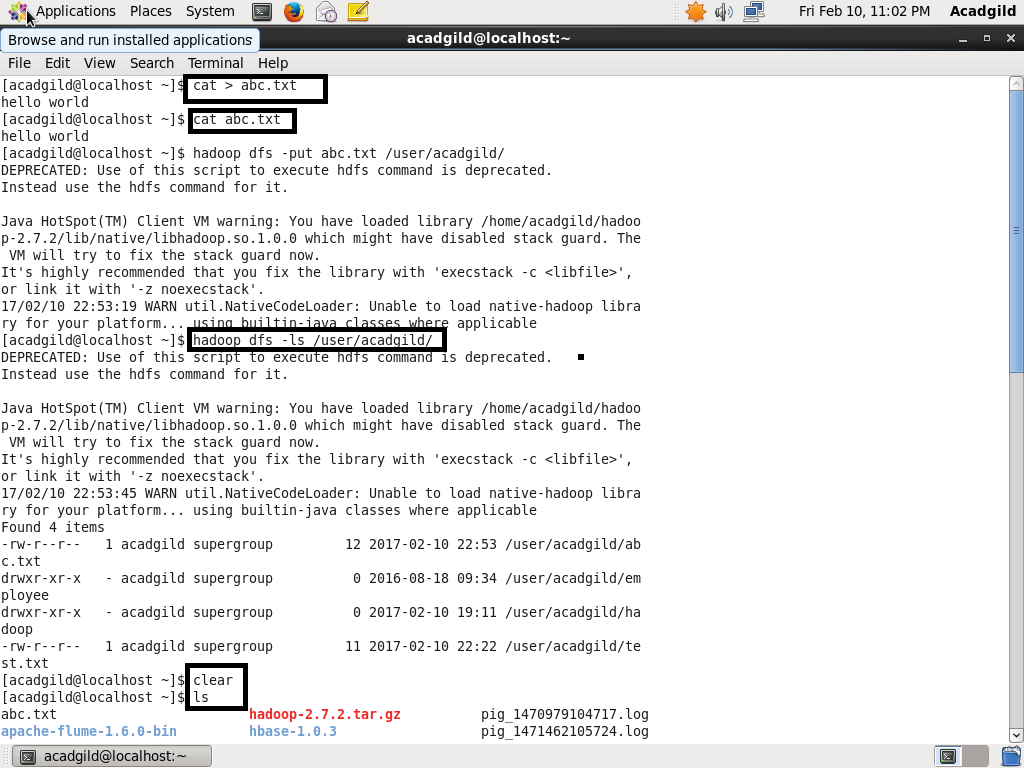 Applications Places System Fri Feb 10, 11:02 PM Acadgild
Browse and run installed applications
acadgild@localhost:~
File Edit View Search Terminal Help
[acadgild@localhost ~]$ cat > abc.txt
hello world
[acadgild@localhost ~]$ cat abc.txt
hello world
[acadgild@localhost ~]$ hadoop dfs -put abc.txt /user/acadgild/
DEPRECATED: Use of this script to execute hdfs command is deprecated.
Instead use the hdfs command for it.

Java HotSpot(TM) Client VM warning: You have loaded library /home/acadgild/hadoo
p-2.7.2/lib/native/libhadoop.so.1.0.0 which might have disabled stack guard. The
 VM will try to fix the stack guard now.
It's highly recommended that you fix the library with 'execstack -c <libfile>',
or link it with '-z noexecstack'.
17/02/10 22:53:19 WARN util.NativeCodeLoader: Unable to load native-hadoop libra
ry for your platform... using builtin-java classes where applicable
[acadgild@localhost ~]$ hadoop dfs -ls /user/acadgild/
DEPRECATED: Use of this script to execute hdfs command is deprecated.
Instead use the hdfs command for it.

Java HotSpot(TM) Client VM warning: You have loaded library /home/acadgild/hadoo
p-2.7.2/lib/native/libhadoop.so.1.0.0 which might have disabled stack guard. The
 VM will try to fix the stack guard now.
It's highly recommended that you fix the library with 'execstack -c <libfile>',
or link it with '-z noexecstack'.
17/02/10 22:53:45 WARN util.NativeCodeLoader: Unable to load native-hadoop libra
ry for your platform... using builtin-java classes where applicable
Found 4 items
-rw-r--r--   1 acadgild supergroup         12 2017-02-10 22:53 /user/acadgild/ab
c.txt
drwxr-xr-x   - acadgild supergroup          0 2016-08-18 09:34 /user/acadgild/em
ployee
drwxr-xr-x   - acadgild supergroup          0 2017-02-10 19:11 /user/acadgild/ha
doop
-rw-r--r--   1 acadgild supergroup         11 2017-02-10 22:22 /user/acadgild/te
st.txt
[acadgild@localhost ~]$ clear
[acadgild@localhost ~]$ ls
abc.txt                        hadoop-2.7.2.tar.gz          pig_1470979104717.log
apache-flume-1.6.0-bin         hbase-1.0.3                  pig_1471462105724.log
acadgild@localhost:~